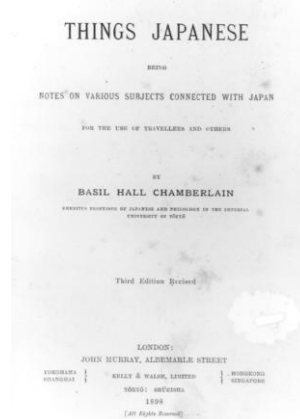 THINGS JAPANESE
BEING
NOTES ON VARIOUS SUBJECTS CONNECTED WITH JAPAN
FOR THE USE OF TRAVELLERS AND OTHERS
BY
BASIL HALL CHAMBERLAIN
EMERITUS PROFESSOR OF JAPANESE AND PHILOLOGY IN THE IMPERIAL
UNIVERSITY OF TŌKYŌ
Third Edition Revised
LONDON:
JOHN MURRAY, ALBEMARLE STREET
YOKOHAMA
SHANGHAI
KELLY & WALSH, LIMITED
HONGKONG
SINGAPORE
TŌKYŌ: SHŪEISHA
1898
[All Rights Reserved]